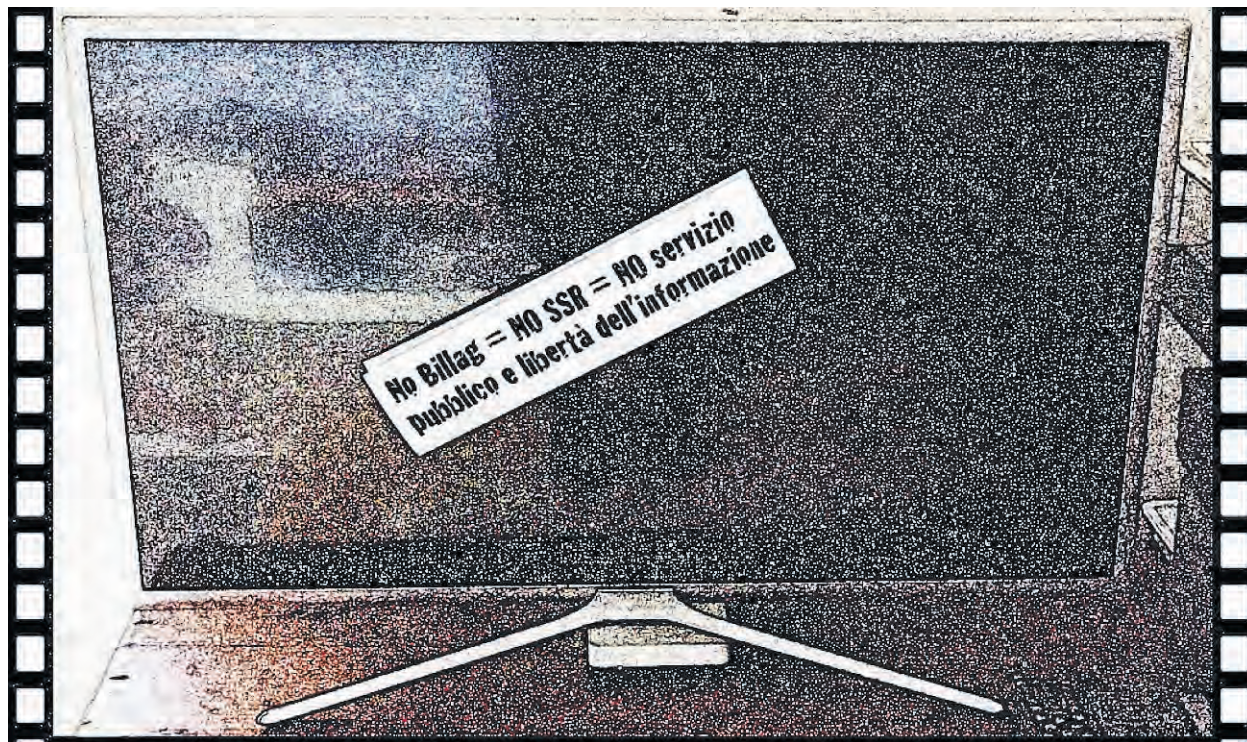 No Billag = NO SSR = NO servizio
pubblico e libertà dell'informazione